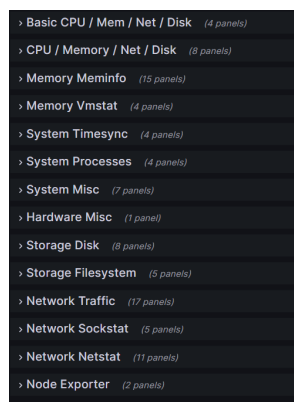 › Basic CPU / Mem / Net / Disk (4 panels)
› CPU / Memory / Net / Disk (8 panels)
› Memory Meminfo (15 panels)
› Memory Vmstat (4 panels)
› System Timesync (4 panels)
› System Processes (4 panels)
› System Misc (7 panels)
› Hardware Misc (1 panel)
› Storage Disk (8 panels)
› Storage Filesystem (5 panels)
› Network Traffic (17 panels)
› Network Sockstat (5 panels)
› Network Netstat (11 panels)
› Node Exporter (2 panels)